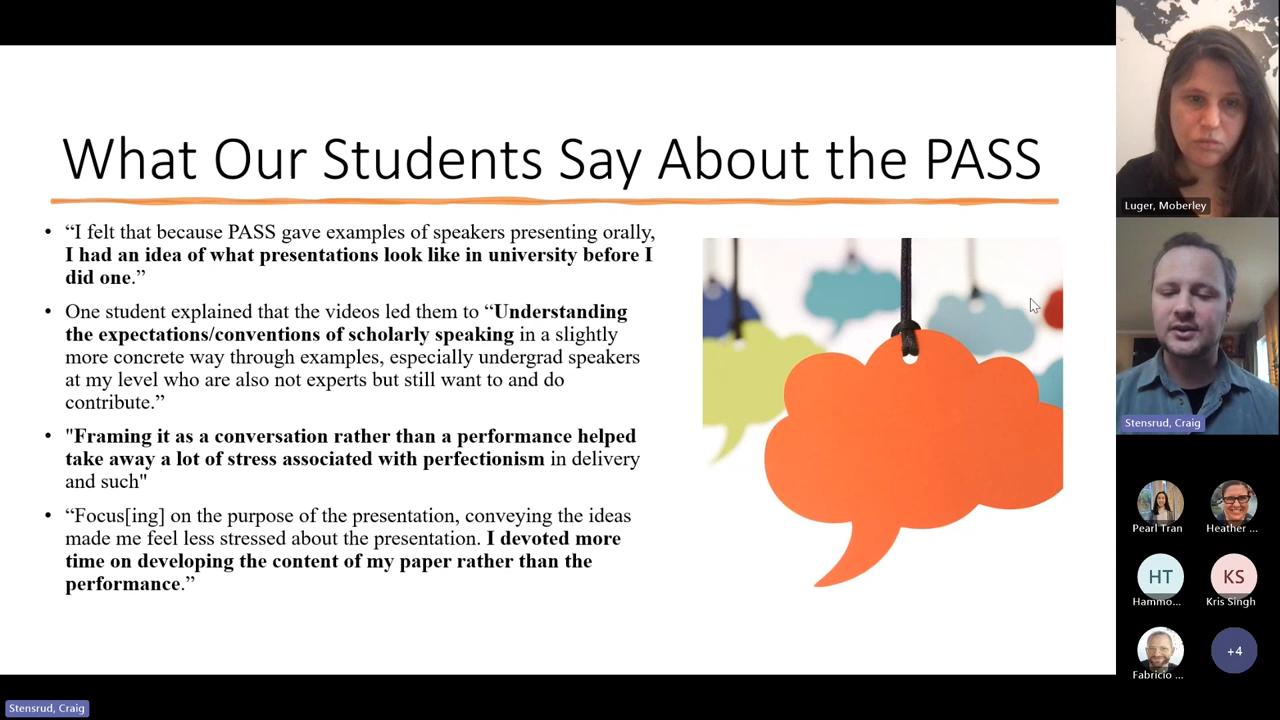 What Our Students Say About the PASS
• “I felt that because PASS gave examples of speakers presenting orally,
I had an idea of what presentations look like in university before I
did one.”
• One student explained that the videos led them to “Understanding
the expectations/conventions of scholarly speaking in a slightly
more concrete way through examples, especially undergrad speakers
at my level who are also not experts but still want to and do
contribute.”
• "Framing it as a conversation rather than a performance helped
take away a lot of stress associated with perfectionism in delivery
and such"
• “Focus[ing] on the purpose of the presentation, conveying the ideas
made me feel less stressed about the presentation. I devoted more
time on developing the content of my paper rather than the
performance.”
Luger, Moberley
Stensrud, Craig
Pearl Tran
Heather ...
HT
Hammo...
KS
Kris Singh
Fabricio ...
+4
Stensrud, Craig